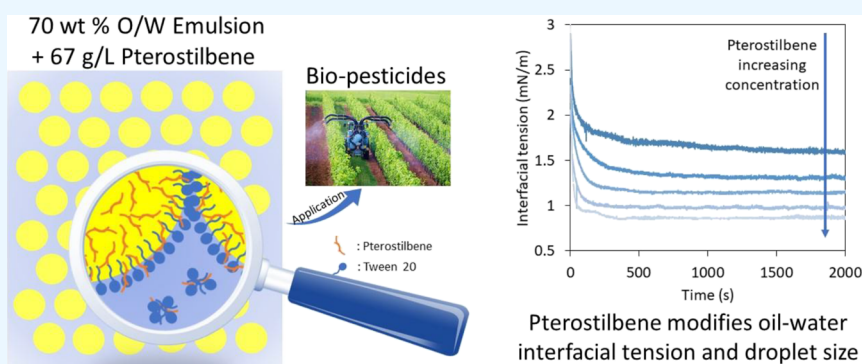 70 wt % O/W Emulsion
+ 67 g/L Pterostilbene
Bio-pesticides
Application
: Pterostilbene
: Tween 20
Interfacial tension (mN/m)
3
2.5
2
1.5
1
0.5
0
500
1000
1500
2000
Time (s)
Pterostilbene
increasing
concentration
Pterostilbene modifies oil-water
interfacial tension and droplet size